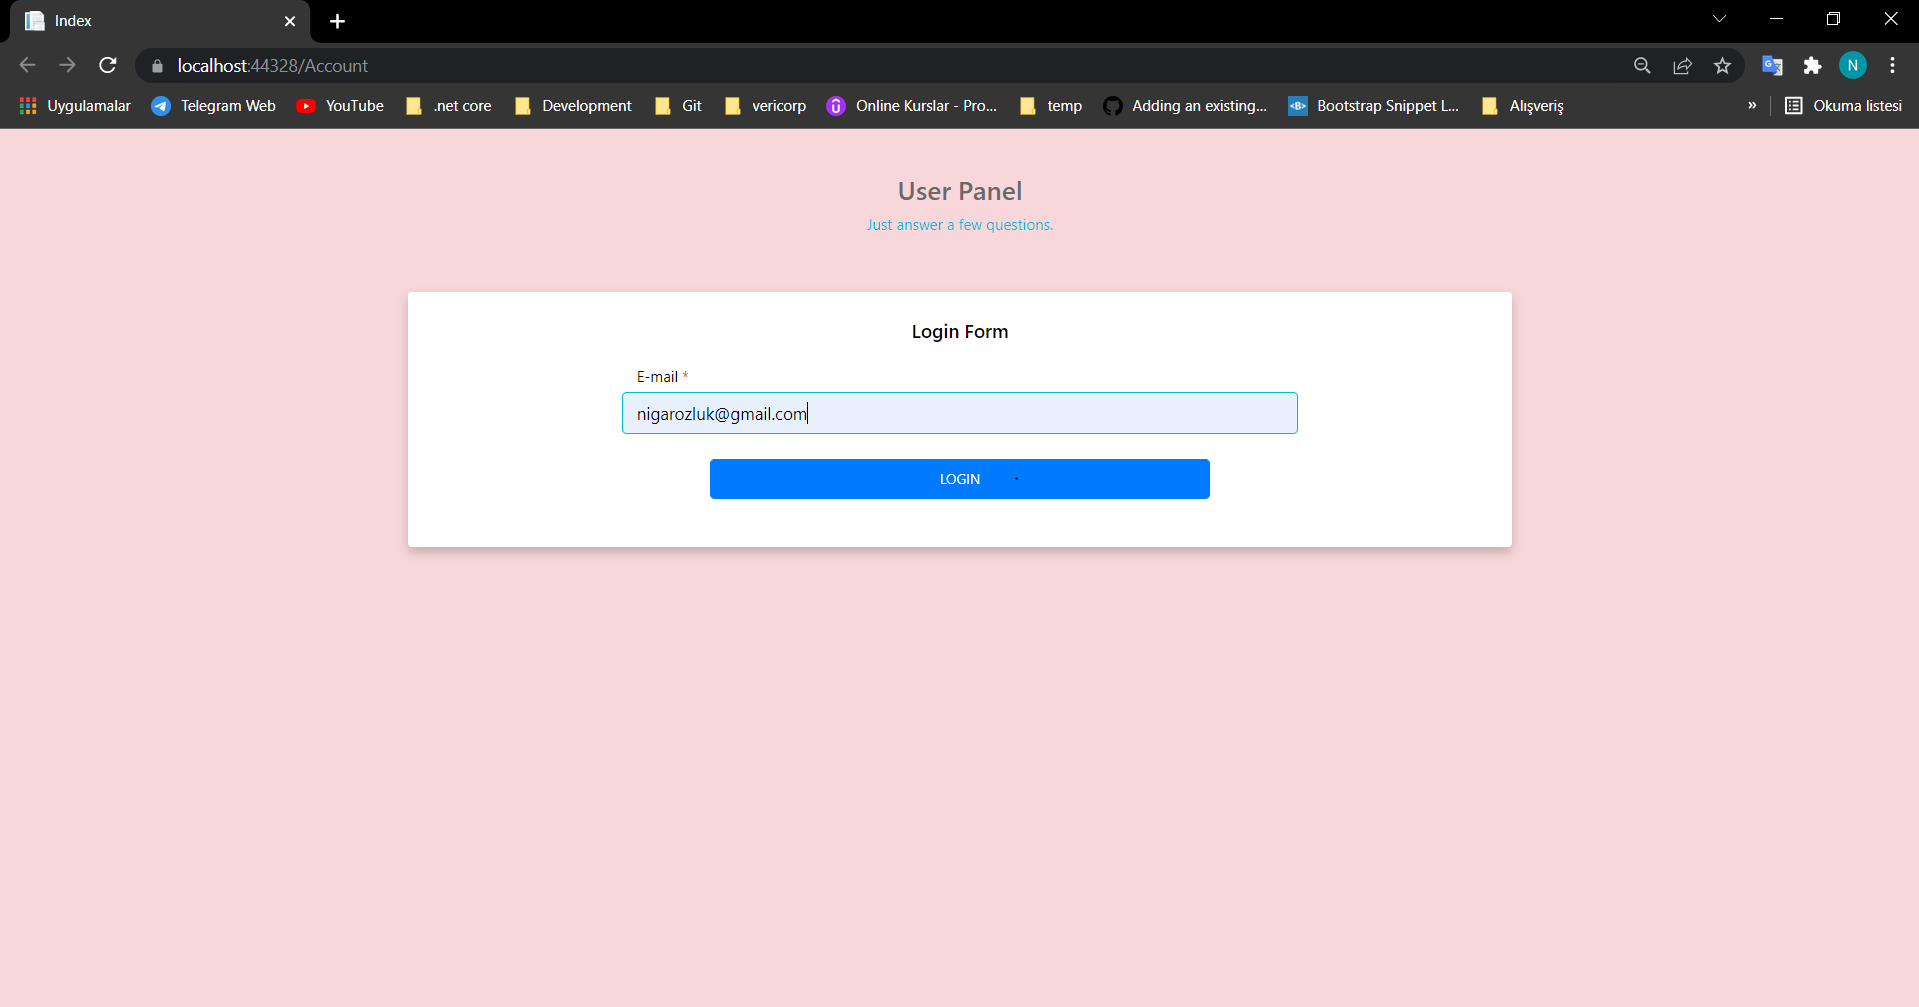 Index
localhost:44328/Account
N
Uygulamalar Telegram Web YouTube .net core Development Git vericorp Online Kurslar - Pro... temp Adding an existing... <B> Bootstrap Snippet L... Alışveriş » Okuma listesi
User Panel
Just answer a few questions.
Login Form
E-mail *
nigarozluk@gmail.com
LOGIN